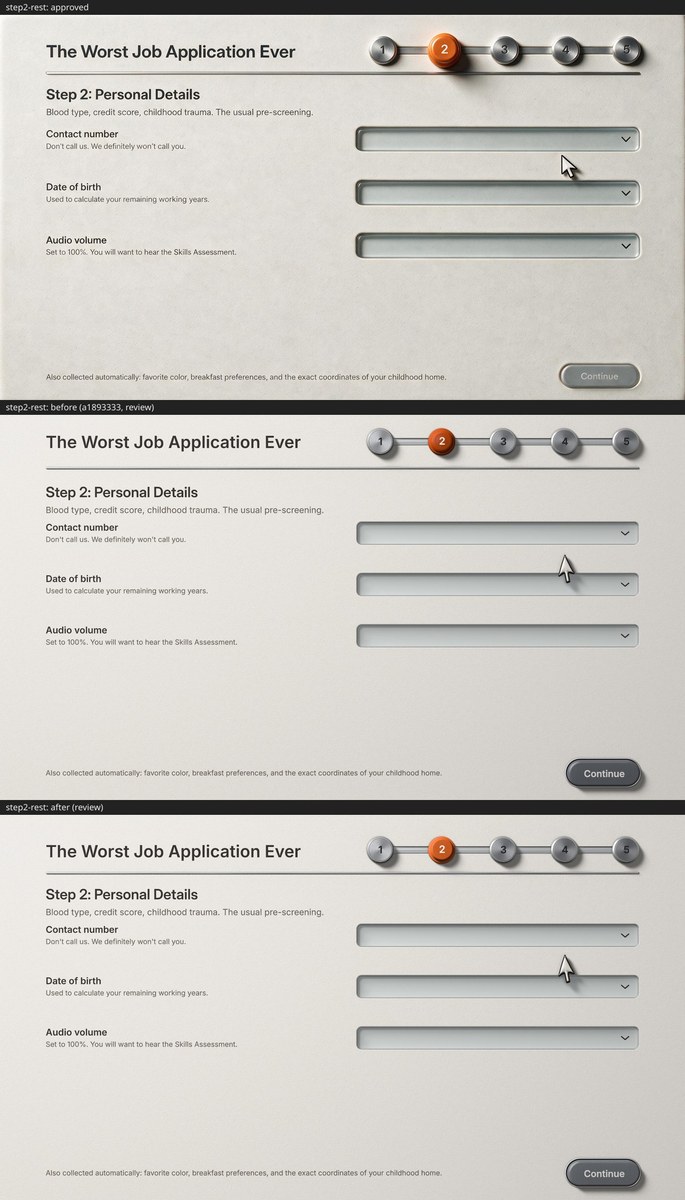 step2-rest: approved
The Worst Job Application Ever
1 2 3 4 5
Step 2: Personal Details
Blood type, credit score, childhood trauma. The usual pre-screening.
Contact number
Don't call us. We definitely won't call you.
Date of birth
Used to calculate your remaining working years.
Audio volume
Set to 100%. You will want to hear the Skills Assessment.
Also collected automatically: favorite color, breakfast preferences, and the exact coordinates of your childhood home.
Continue
step2-rest: before (a1893333, review)
The Worst Job Application Ever
1 2 3 4 5
Step 2: Personal Details
Blood type, credit score, childhood trauma. The usual pre-screening.
Contact number
Don't call us. We definitely won't call you.
Date of birth
Used to calculate your remaining working years.
Audio volume
Set to 100%. You will want to hear the Skills Assessment.
Also collected automatically: favorite color, breakfast preferences, and the exact coordinates of your childhood home.
Continue
step2-rest: after (review)
The Worst Job Application Ever
1 2 3 4 5
Step 2: Personal Details
Blood type, credit score, childhood trauma. The usual pre-screening.
Contact number
Don't call us. We definitely won't call you.
Date of birth
Used to calculate your remaining working years.
Audio volume
Set to 100%. You will want to hear the Skills Assessment.
Also collected automatically: favorite color, breakfast preferences, and the exact coordinates of your childhood home.
Continue